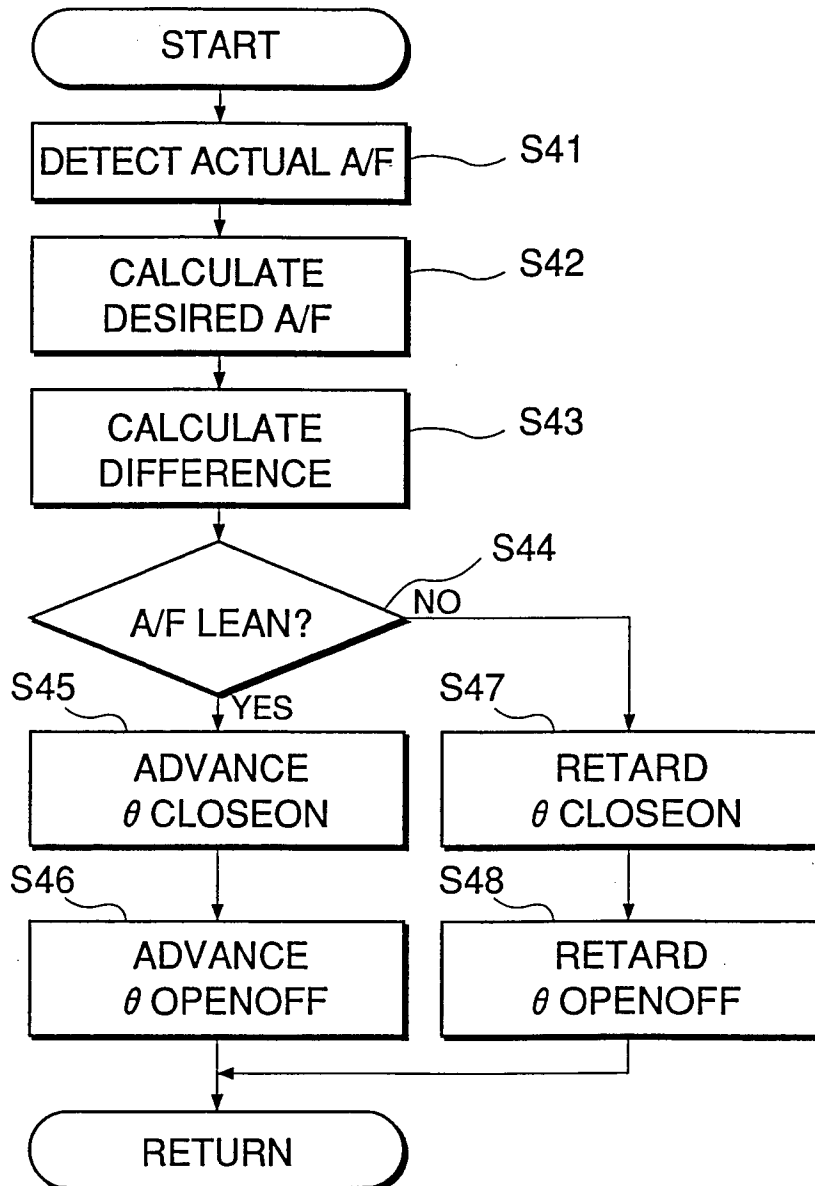 START
DETECT ACTUAL A/F
S41
CALCULATE
DESIRED A/F
S42
CALCULATE
DIFFERENCE
S43
A/F LEAN?
S44
NO
YES
S45
ADVANCE
θ CLOSEON
S47
RETARD
θ CLOSEON
S46
ADVANCE
θ OPENOFF
S48
RETARD
θ OPENOFF
RETURN